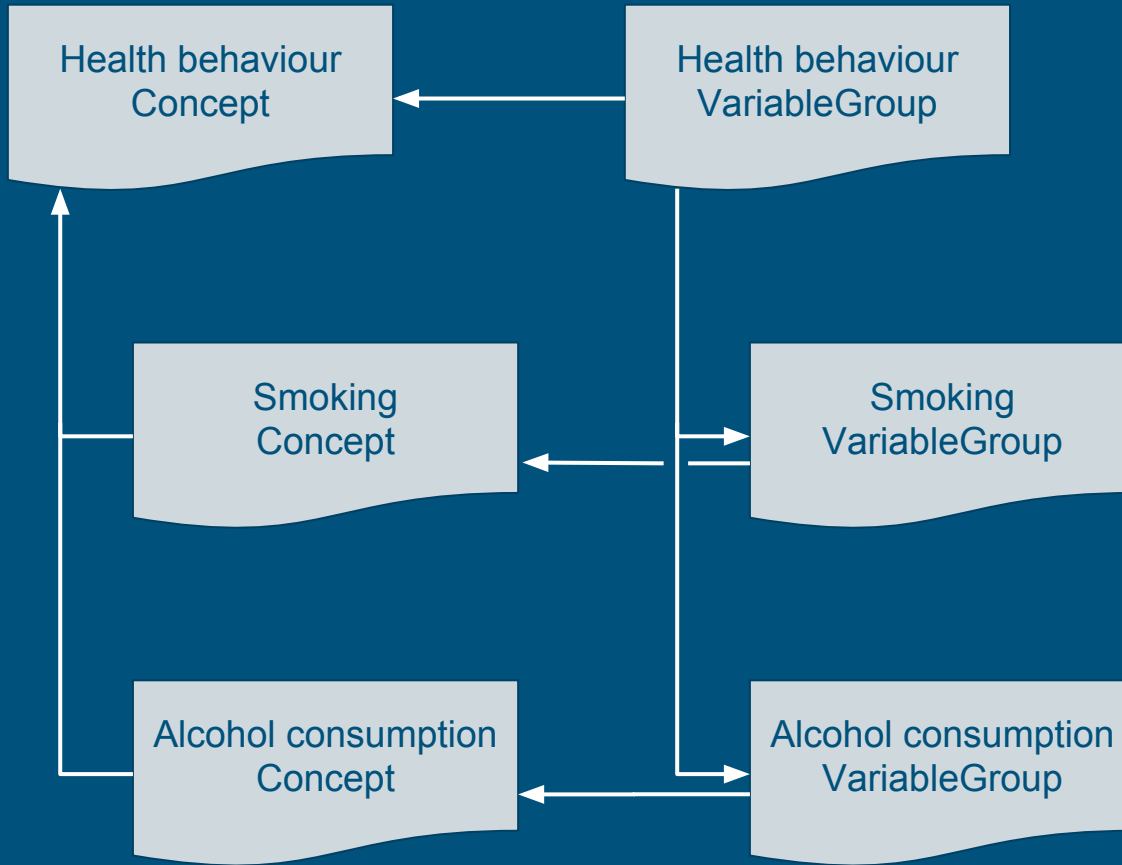 Health behaviour
Concept
Health behaviour
VariableGroup
Smoking
Concept
Smoking
VariableGroup
Alcohol consumption
Concept
Alcohol consumption
VariableGroup